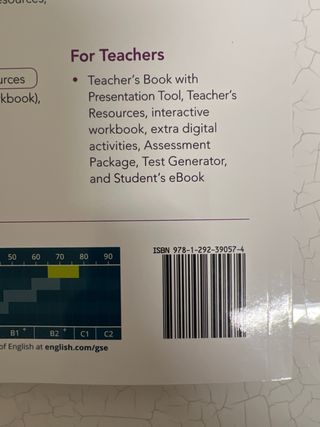 esources,
For Teachers
• Teacher's Book with
Presentation Tool, Teacher's
Resources, interactive
workbook, extra digital
activities, Assessment
Package, Test Generator,
and Student's eBook
urces
kbook),
ISBN 978-1-292-39057-4
50 60 70 80 90
B1+ B2+ C1 C2
of English at english.com/gse